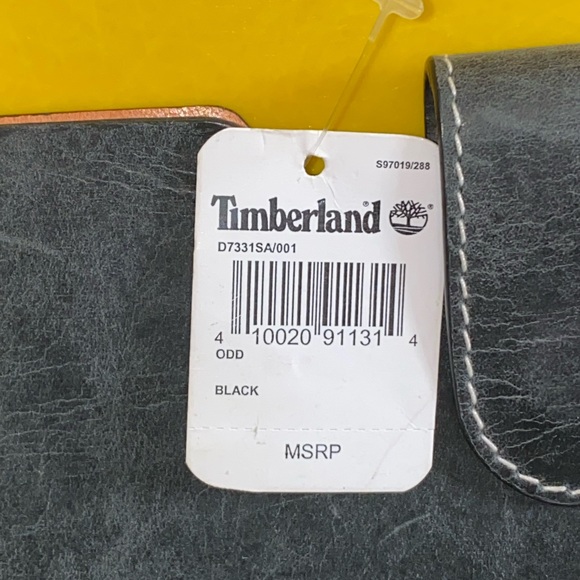 S97019/288
Timberland® ®
D7331SA/001
4 10020 91131 4
ODD
BLACK
MSRP